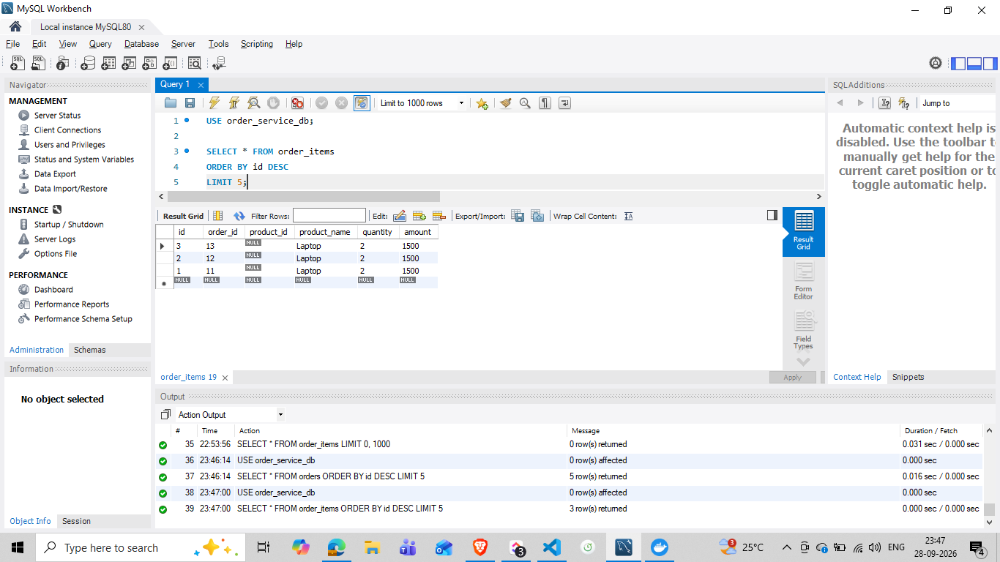 MySQL Workbench
Local instance MySQL80
File Edit View Query Database Server Tools Scripting Help
Navigator
MANAGEMENT
Server Status
Client Connections
Users and Privileges
Status and System Variables
Data Export
Data Import/Restore
INSTANCE
Startup / Shutdown
Server Logs
Options File
PERFORMANCE
Dashboard
Performance Reports
Performance Schema Setup
Administration Schemas
Information
No object selected
Object Info Session
Query 1
Limit to 1000 rows
1 USE order_service_db;
2
3 SELECT * FROM order_items
4 ORDER BY id DESC
5 LIMIT 5;
Result Grid Filter Rows: Edit: Export/Import: Wrap Cell Content:
id order_id product_id product_name quantity amount
3 13 NULL Laptop 2 1500
2 12 NULL Laptop 2 1500
1 11 NULL Laptop 2 1500
NULL NULL NULL NULL NULL NULL
Result
Grid
Form
Editor
Field
Types
order_items 19
Apply
SQLAdditions
Jump to
Automatic context help is
disabled. Use the toolbar t
manually get help for the
current caret position or to
toggle automatic help.
Context Help Snippets
Output
Action Output
# Time Action Message Duration / Fetch
35 22:53:56 SELECT * FROM order_items LIMIT 0, 1000 0 row(s) returned 0.031 sec / 0.000 sec
36 23:46:14 USE order_service_db 0 row(s) affected 0.000 sec
37 23:46:14 SELECT * FROM orders ORDER BY id DESC LIMIT 5 5 row(s) returned 0.016 sec / 0.000 sec
38 23:47:00 USE order_service_db 0 row(s) affected 0.000 sec
39 23:47:00 SELECT * FROM order_items ORDER BY id DESC LIMIT 5 3 row(s) returned 0.000 sec / 0.000 sec
Type here to search
3
3
25°C
ENG
23:47
28-09-2026
4